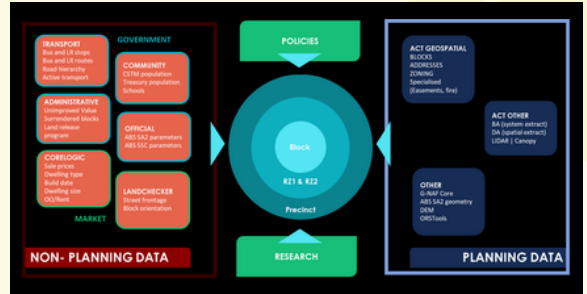 GOVERNMENT
TRANSPORT
Bus and LR stops
Bus and LR routes
Road hierarchy
Active transport
COMMUNITY
CSTM population
Treasury population
Schools
ADMINISTRATIVE
Unimproved Value
Surrendered blocks
Land release
program
OFFICIAL
ABS SA2 parameters
ABS SSC parameters
CORELOGIC
Sale prices
Dwelling type
Build date
Dwelling size
OO/Rent
LANDCHECKER
Street frontage
Block orientation
MARKET
NON- PLANNING DATA
POLICIES
Block
RZ1 & RZ2
Precinct
RESEARCH
ACT GEOSPATIAL
BLOCKS
ADDRESSES
ZONING
Specialised
(Easements, fire)
ACT OTHER
BA (system extract)
DA (spatial extract)
LIDAR | Canopy
OTHER
G-NAF Core
ABS SA2 geometry
DEM
ORSTools
PLANNING DATA